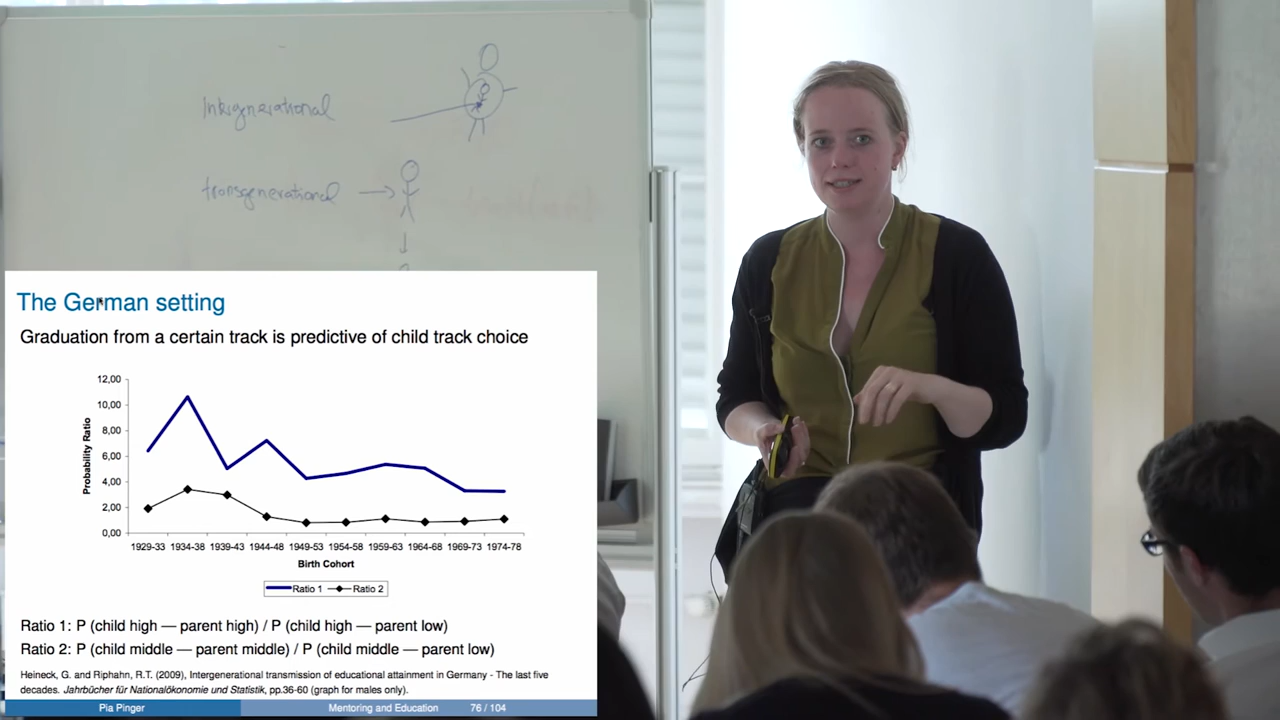 Intergenerational
transgenerational
The German setting
Graduation from a certain track is predictive of child track choice
12,00
10,00
8,00
6,00
4,00
2,00
0,00
Probability Ratio
1929-33 1934-38 1939-43 1944-48 1949-53 1954-58 1959-63 1964-68 1969-73 1974-78
Birth Cohort
Ratio 1 Ratio 2
Ratio 1: P (child high — parent high) / P (child high — parent low)
Ratio 2: P (child middle — parent middle) / P (child middle — parent low)
Heineck, G. and Riphahn, R.T. (2009), Intergenerational transmission of educational attainment in Germany - The last five
decades. Jahrbücher für Nationalökonomie und Statistik, pp.36-60 (graph for males only).
Pia Pinger Mentoring and Education 76 / 104